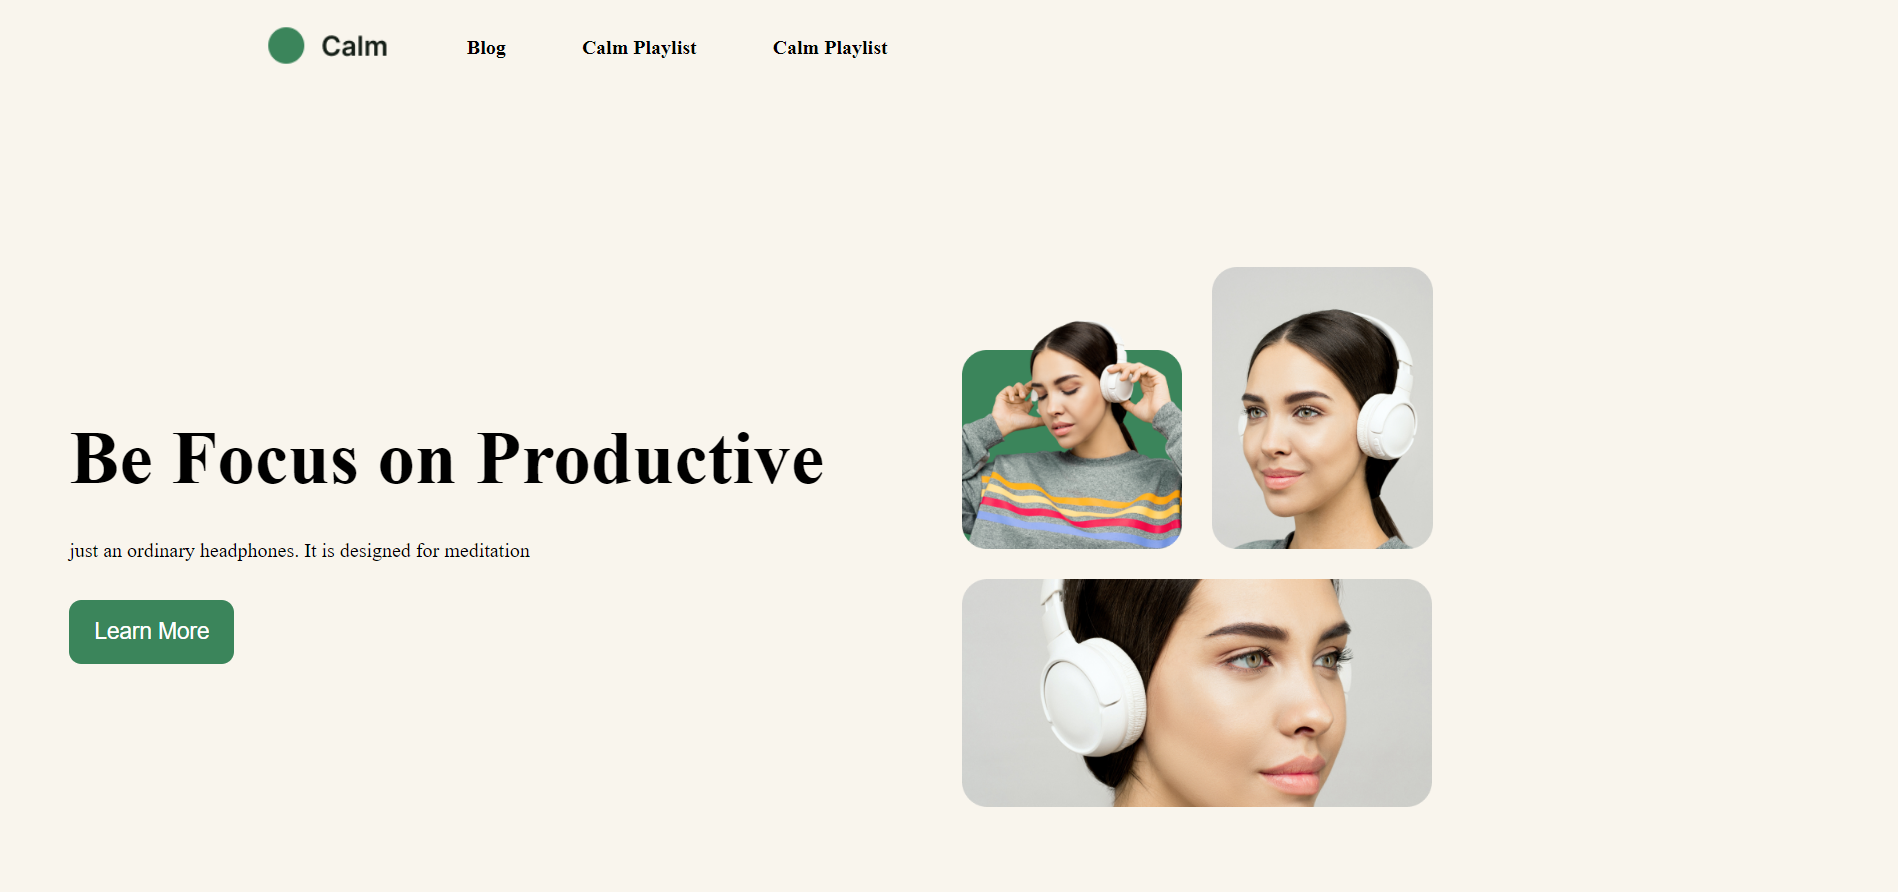 Calm
Blog
Calm Playlist
Calm Playlist
Be Focus on Productive
just an ordinary headphones. It is designed for meditation
Learn More